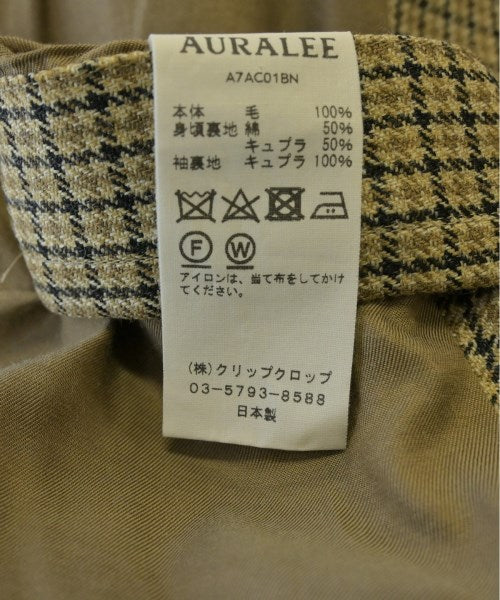 AURALEE
A7AC01BN
本体 毛 100%
身頃裏地 綿 50%
キュプラ 50%
袖裏地 キュプラ 100%
F W
アイロンは、当て布をしてかけ
てください。
(株)クリップクロップ
03-5793-8588
日本製